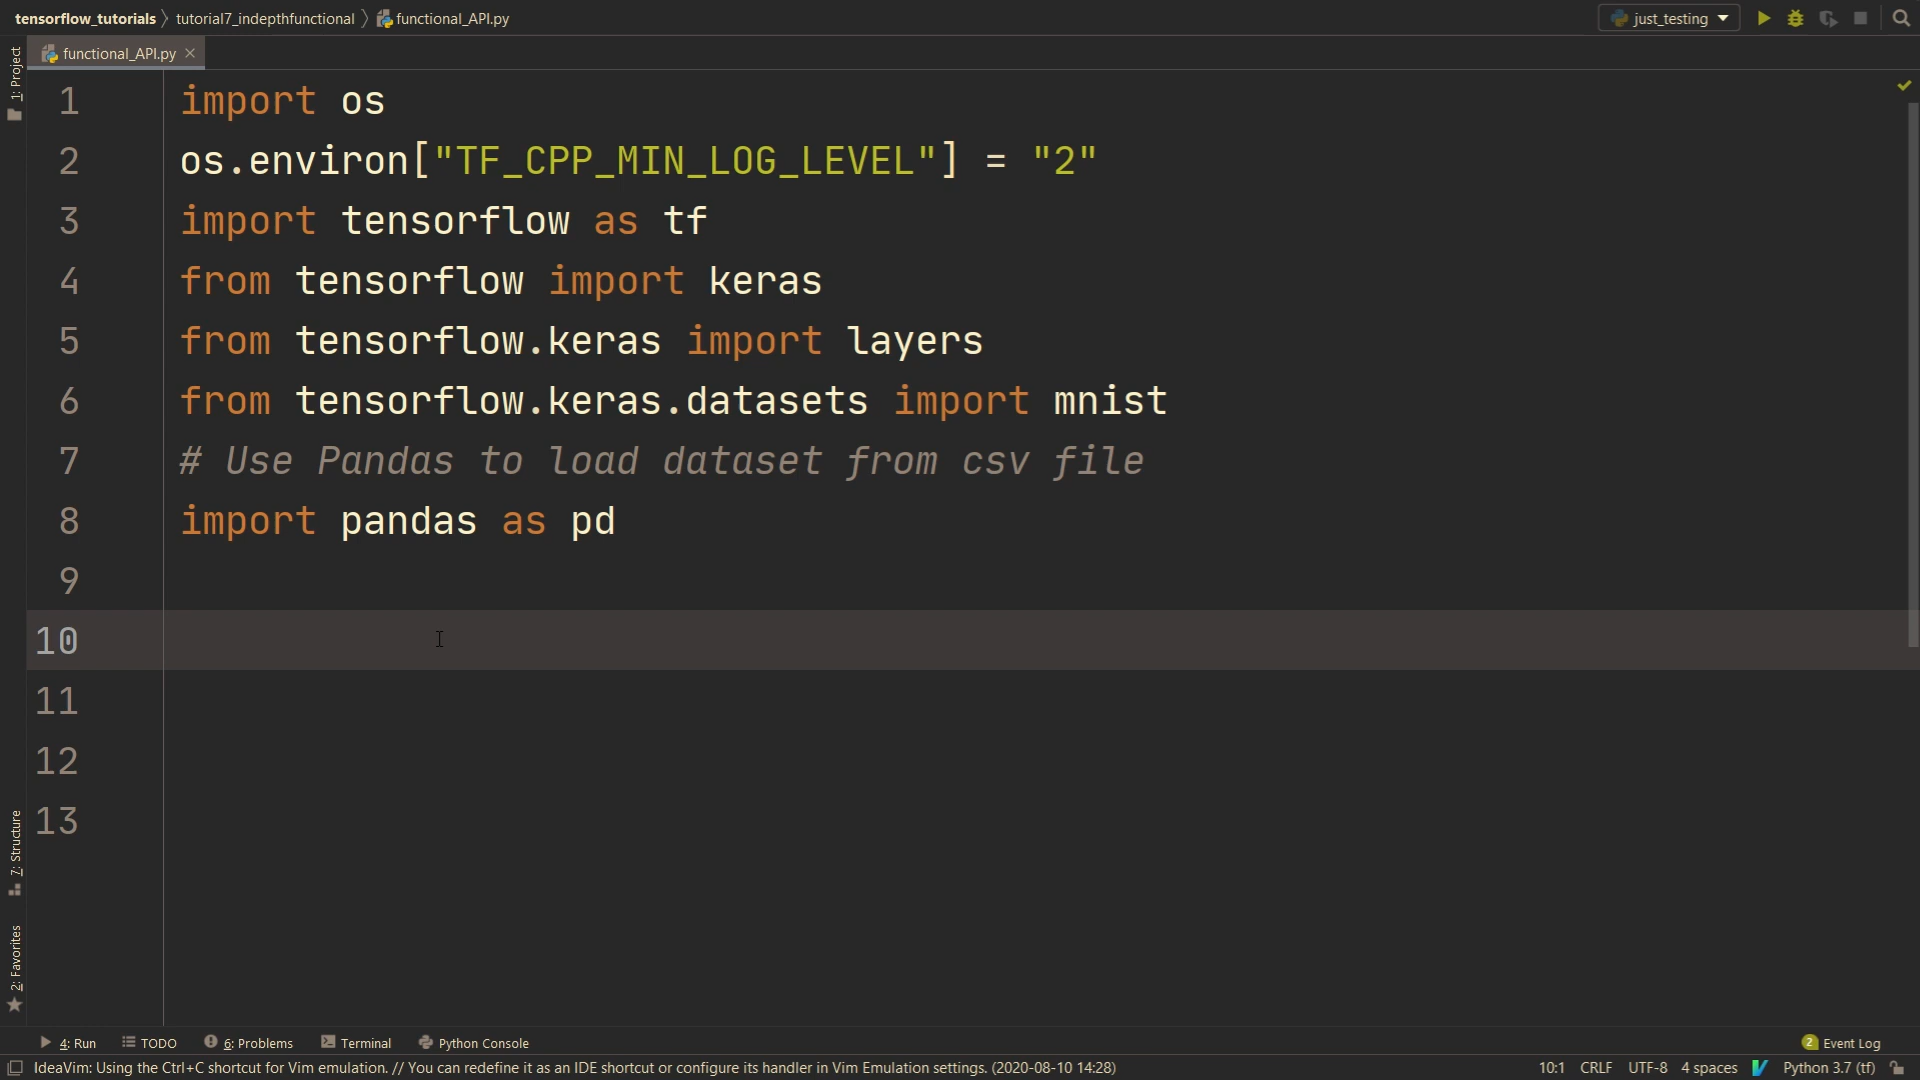 tensorflow_tutorials tutorial7_indepthfunctional functional_API.py just_testing
functional_API.py
1: Project
1 import os
2 os.environ["TF_CPP_MIN_LOG_LEVEL"] = "2"
3 import tensorflow as tf
4 from tensorflow import keras
5 from tensorflow.keras import layers
6 from tensorflow.keras.datasets import mnist
7 # Use Pandas to load dataset from csv file
8 import pandas as pd
9
10
11
12
13
7: Structure
2: Favorites
4: Run TODO 6: Problems Terminal Python Console 2 Event Log
IdeaVim: Using the Ctrl+C shortcut for Vim emulation. // You can redefine it as an IDE shortcut or configure its handler in Vim Emulation settings. (2020-08-10 14:28) 10:1 CRLF UTF-8 4 spaces Python 3.7 (tf)